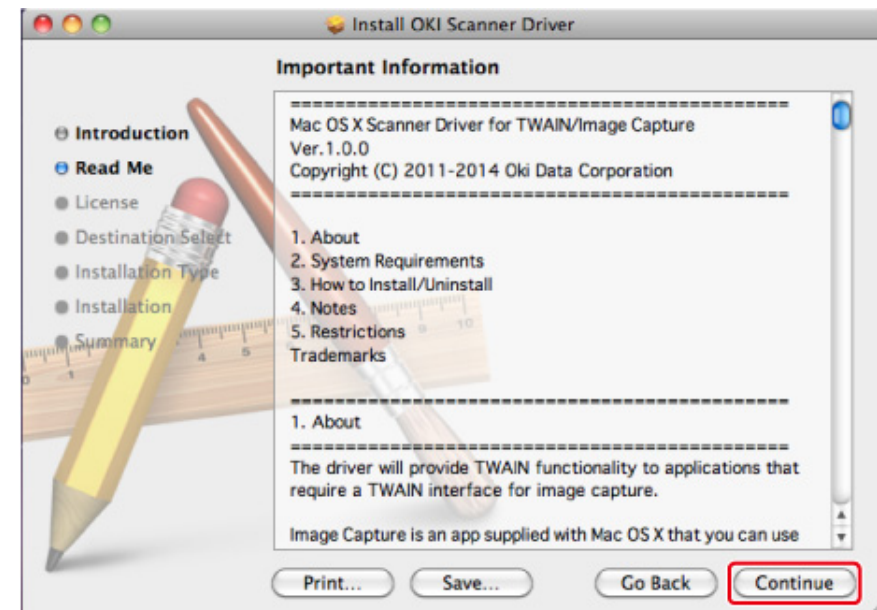 Install OKI Scanner Driver
Important Information
Introduction
Read Me
License
Destination Select
Installation Type
Installation
Summary
==================================================
Mac OS X Scanner Driver for TWAIN/Image Capture
Ver.1.0.0
Copyright (C) 2011-2014 Oki Data Corporation
==================================================
1. About
2. System Requirements
3. How to Install/Uninstall
4. Notes
5. Restrictions
Trademarks
==================================================
1. About
==================================================
The driver will provide TWAIN functionality to applications that
require a TWAIN interface for image capture.
Image Capture is an app supplied with Mac OS X that you can use
Print... Save... Go Back Continue